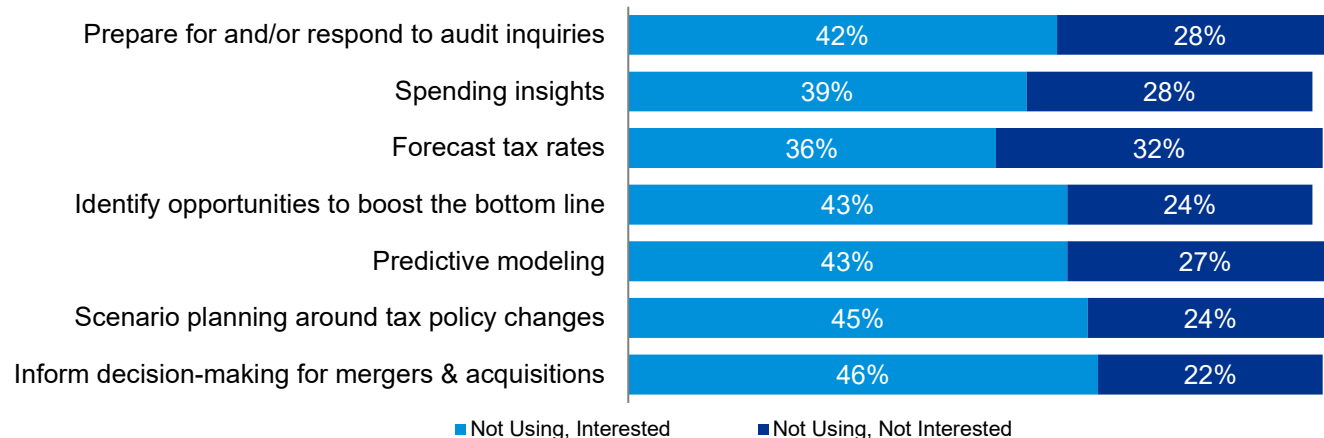 Prepare for and/or respond to audit inquiries 42% 28%
Spending insights 39% 28%
Forecast tax rates 36% 32%
Identify opportunities to boost the bottom line 43% 24%
Predictive modeling 43% 27%
Scenario planning around tax policy changes 45% 24%
Inform decision-making for mergers & acquisitions 46% 22%
Not Using, Interested Not Using, Not Interested